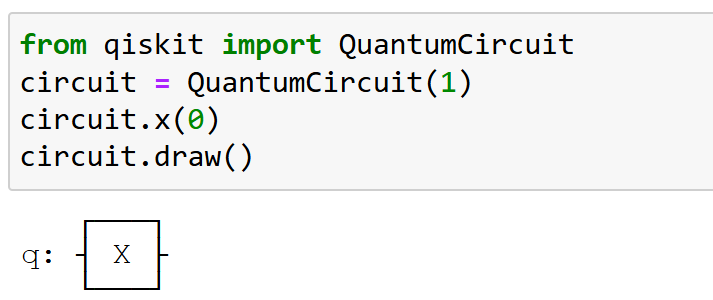 from qiskit import QuantumCircuit
circuit = QuantumCircuit(1)
circuit.x(0)
circuit.draw()
q: X